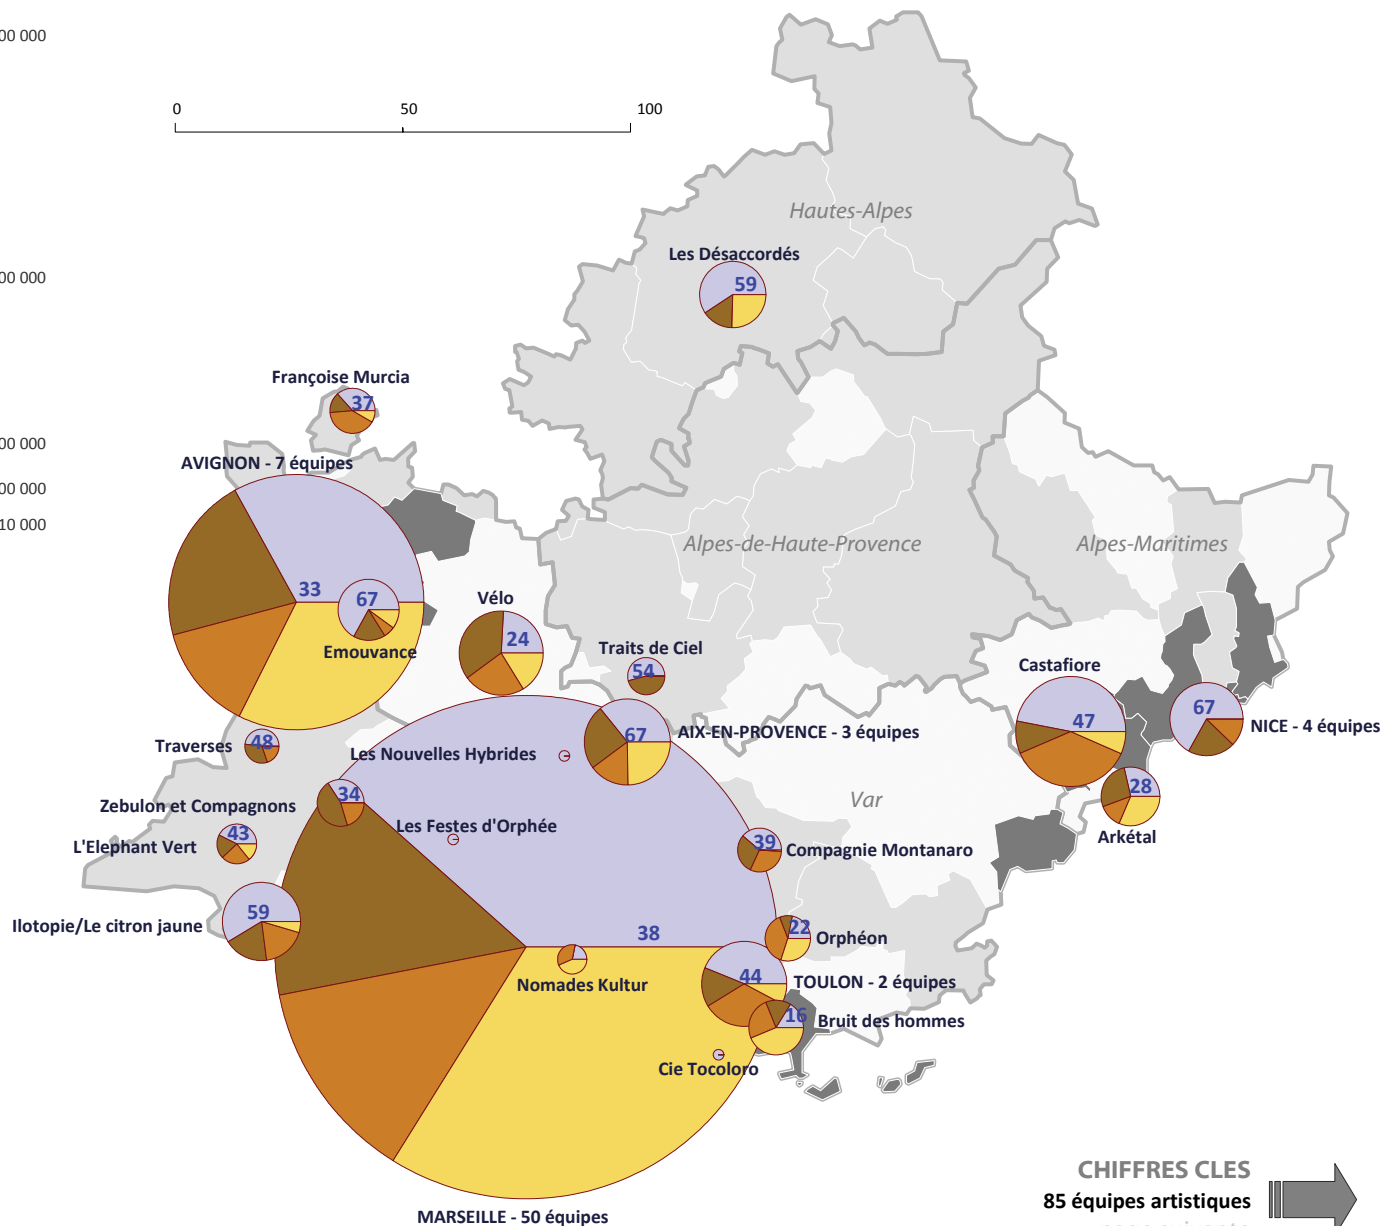 00 000
0 50 100
Hautes-Alpes
Les Désaccordés
59
00 000
Françoise Murcia
37
00 000
AVIGNON - 7 équipes
00 000
10 000
Alpes-de-Haute-Provence
Alpes-Maritimes
33
67
Emouvance
Vélo
24
Traits de Ciel
54
Castafiore
47
67
NICE - 4 équipes
67
AIX-EN-PROVENCE - 3 équipes
Traverses
48
Les Nouvelles Hybrides
28
Arkétal
Var
Zebulon et Compagnons
34
Les Festes d'Orphée
L'Elephant Vert
43
39
Compagnie Montanaro
Ilotopie/Le citron jaune
59
38
22
Orphéon
Nomades Kultur
44
TOULON - 2 équipes
16
Bruit des hommes
Cie Tocoloro
CHIFFRES CLES
85 équipes artistiques
MARSEILLE - 50 équipes